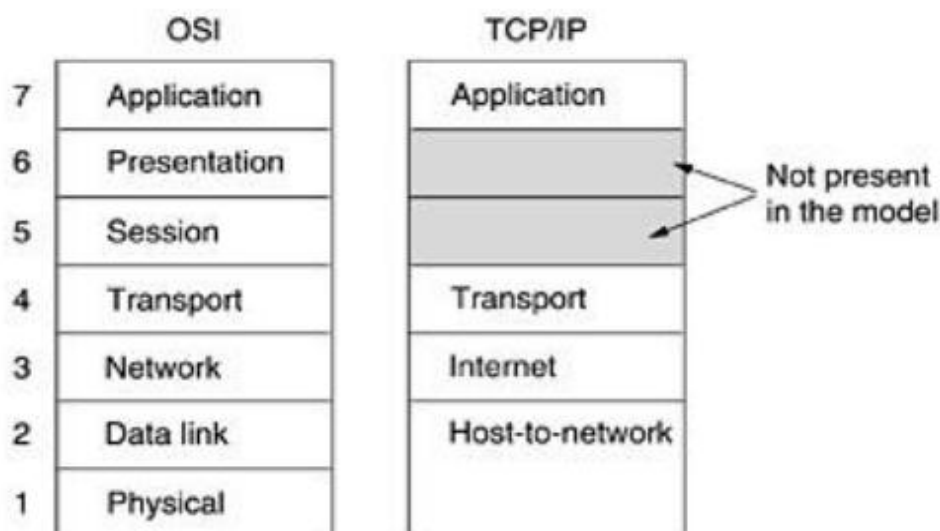 OSI TCP/IP
7 Application Application
6 Presentation
Not present
in the model
5 Session
4 Transport Transport
3 Network Internet
2 Data link Host-to-network
1 Physical